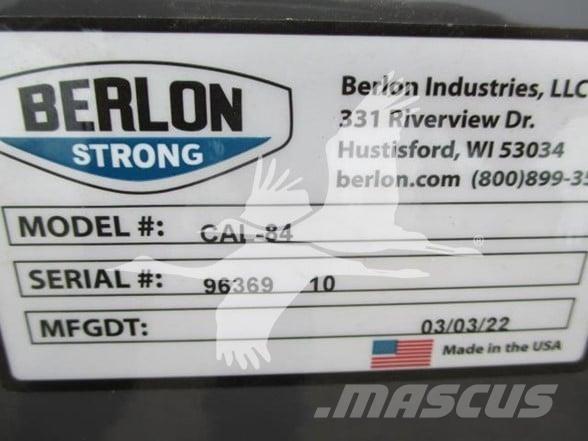 BERLON
STRONG
Berlon Industries, LLC
331 Riverview Dr.
Hustisford, WI 53034
berlon.com (800)899-35
MODEL #: CAL-84
SERIAL #: 96369 10
MFGDT: 03/03/22
Made in the USA
MASCUS